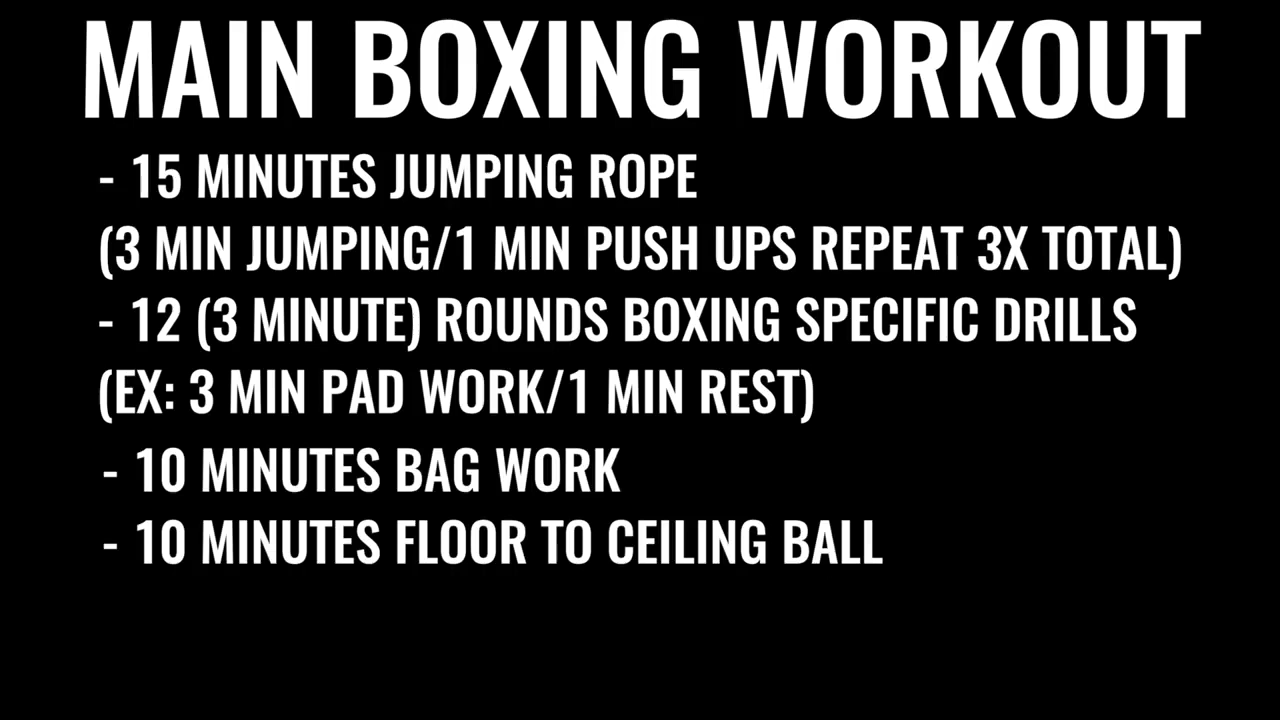 MAIN BOXING WORKOUT
- 15 MINUTES JUMPING ROPE
(3 MIN JUMPING/1 MIN PUSH UPS REPEAT 3X TOTAL)
- 12 (3 MINUTE) ROUNDS BOXING SPECIFIC DRILLS
(EX: 3 MIN PAD WORK/1 MIN REST)
- 10 MINUTES BAG WORK
- 10 MINUTES FLOOR TO CEILING BALL